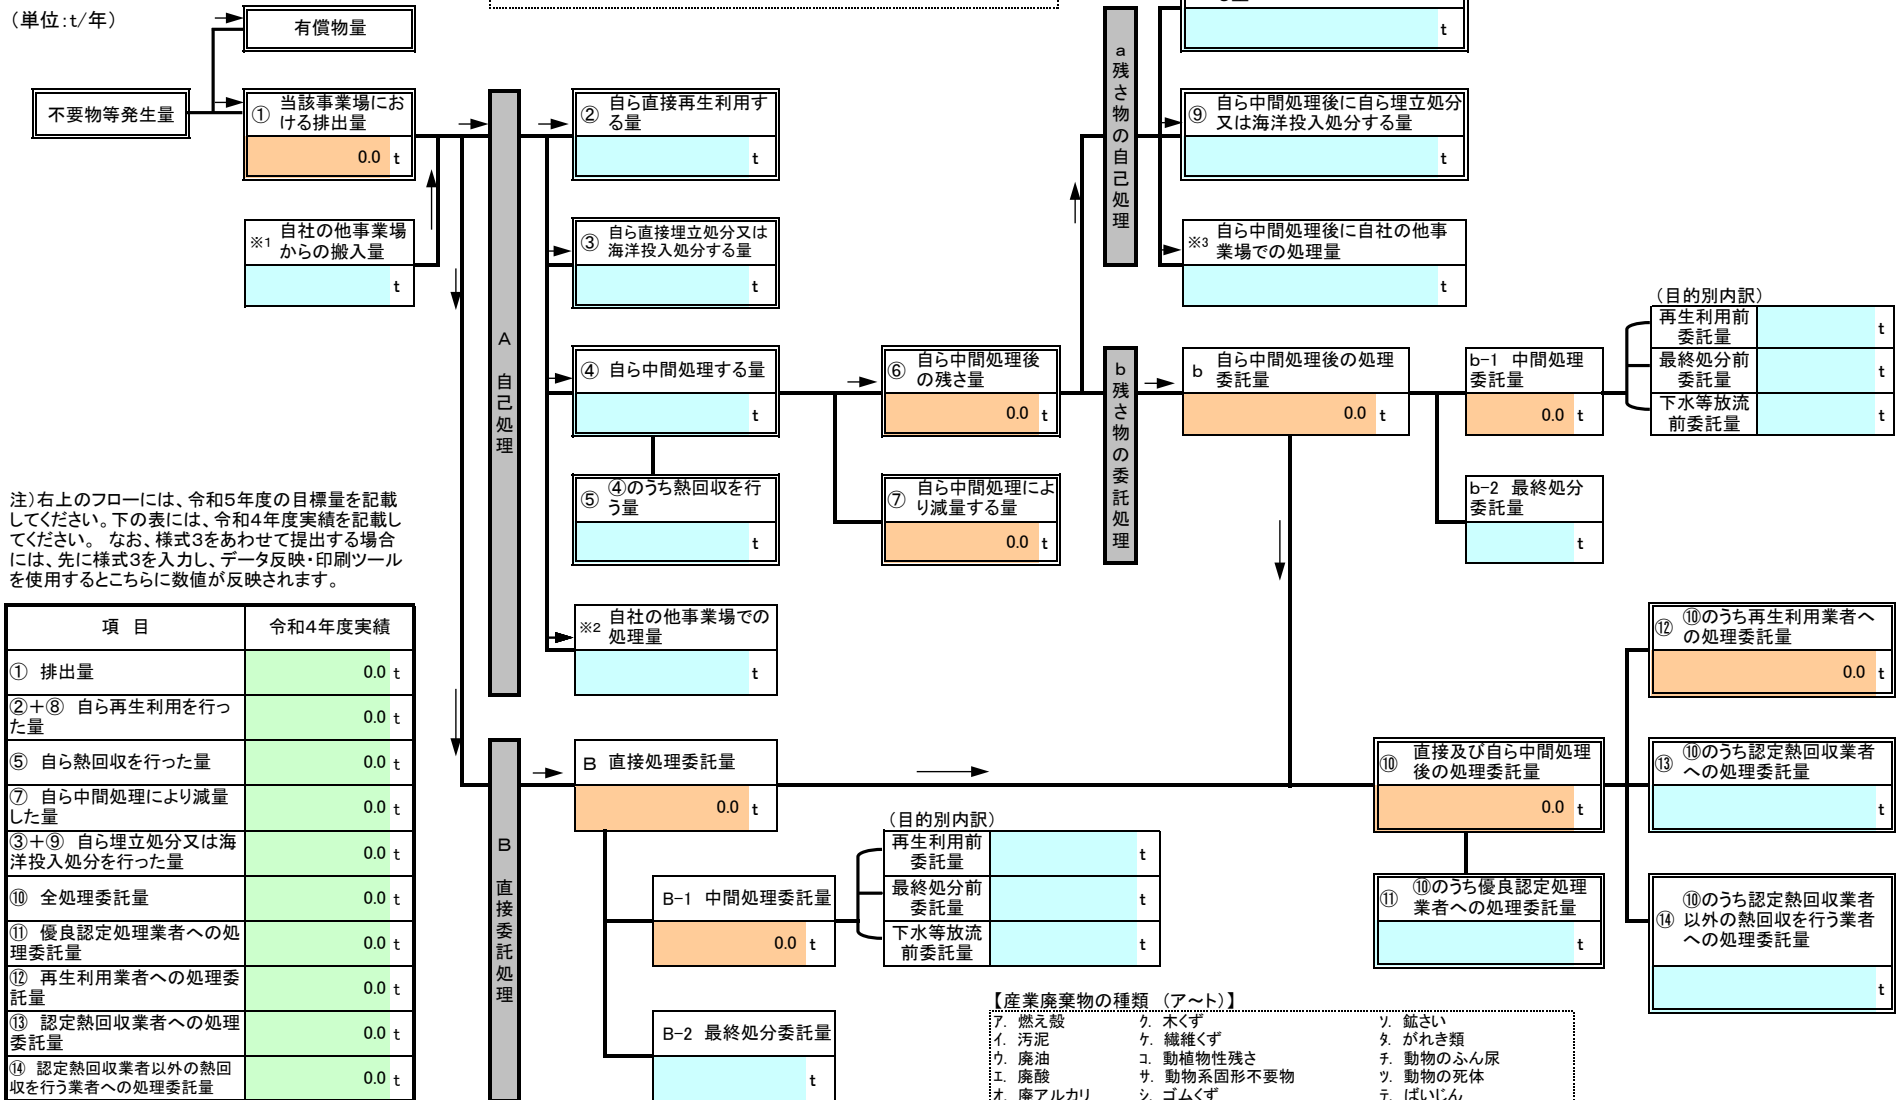 （単位:t/年）
有償物量
t
不要物等発生量
① 当該事業場にお
ける排出量
0.0 t
② 自ら直接再生利用す
る量
t
a 残さ物の自己処理
⑨ 自ら中間処理後に自ら埋立処分
又は海洋投入処分する量
t
※1 自社の他事業場
からの搬入量
t
③ 自ら直接埋立処分又は
海洋投入処分する量
t
※3 自ら中間処理後に自社の他事
業場での処理量
t
A 自己処理
④ 自ら中間処理する量
t
⑥ 自ら中間処理後
の残さ量
0.0 t
b 残さ物の委託処理
b 自ら中間処理後の処理
委託量
0.0 t
b-1 中間処理
委託量
0.0 t
（目的別内訳）
再生利用前
委託量
t
最終処分前
委託量
t
下水等放流
前委託量
t
⑤ ④のうち熱回収を行
う量
t
⑦ 自ら中間処理によ
り減量する量
0.0 t
b-2 最終処分
委託量
t
注）右上のフローには、令和５年度の目標量を記載
してください。下の表には、令和４年度実績を記載し
てください。 なお、様式３をあわせて提出する場合
には、先に様式３を入力し、データ反映・印刷ツール
を使用するとこちらに数値が反映されます。
※2 自社の他事業場での
処理量
t
項 目 令和４年度実績
① 排出量 0.0 t
②＋⑧ 自ら再生利用を行っ
た量 0.0 t
⑤ 自ら熱回収を行った量 0.0 t
⑦ 自ら中間処理により減量
した量 0.0 t
③＋⑨ 自ら埋立処分又は海
洋投入処分を行った量 0.0 t
⑩ 全処理委託量 0.0 t
⑪ 優良認定処理業者への処
理委託量 0.0 t
⑫ 再生利用業者への処理委
託量 0.0 t
⑬ 認定熱回収業者への処理
委託量 0.0 t
⑭ 認定熱回収業者以外の熱回
収を行う業者への処理委託量 0.0 t
B 直接委託処理
B 直接処理委託量
0.0 t
（目的別内訳）
再生利用前
委託量
t
最終処分前
委託量
t
下水等放流
前委託量
t
B-1 中間処理委託量
0.0 t
B-2 最終処分委託量
t
⑩ 直接及び自ら中間処理
後の処理委託量
0.0 t
⑪ ⑩のうち優良認定処理
業者への処理委託量
t
⑫ ⑩のうち再生利用業者へ
の処理委託量
0.0 t
⑬ ⑩のうち認定熱回収業者
への処理委託量
t
⑭ ⑩のうち認定熱回収業者
以外の熱回収を行う業者
への処理委託量
t
【産業廃棄物の種類 （ア～ト）】
ア. 燃え殻 ク. 木くず ソ. 鉱さい
イ. 汚泥 ケ. 繊維くず タ. がれき類
ウ. 廃油 コ. 動植物性残さ チ. 動物のふん尿
エ. 廃酸 サ. 動物系固形不要物 ツ. 動物の死体
オ. 廃アルカリ シ. ゴムくず テ. ばいじん